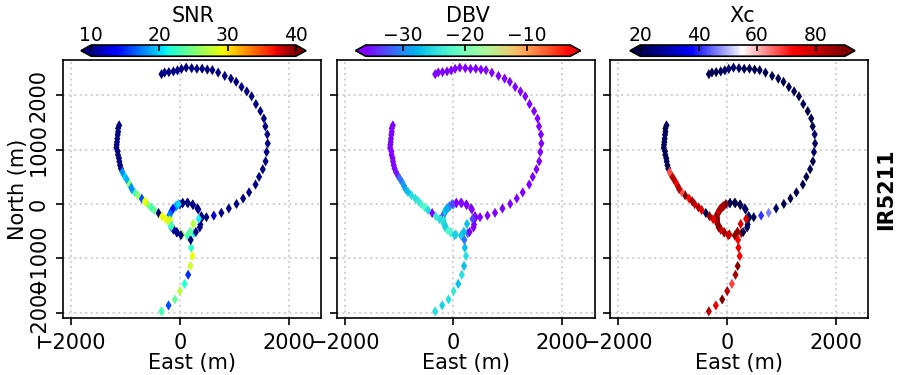 SNR DBV Xc
10 20 30 40 −30 −20 −10 20 40 60 80
2000
1000
0
−1000
−2000
North (m)
IR5211
−2000 0 2000 −2000 0 2000 −2000 0 2000
East (m) East (m) East (m)